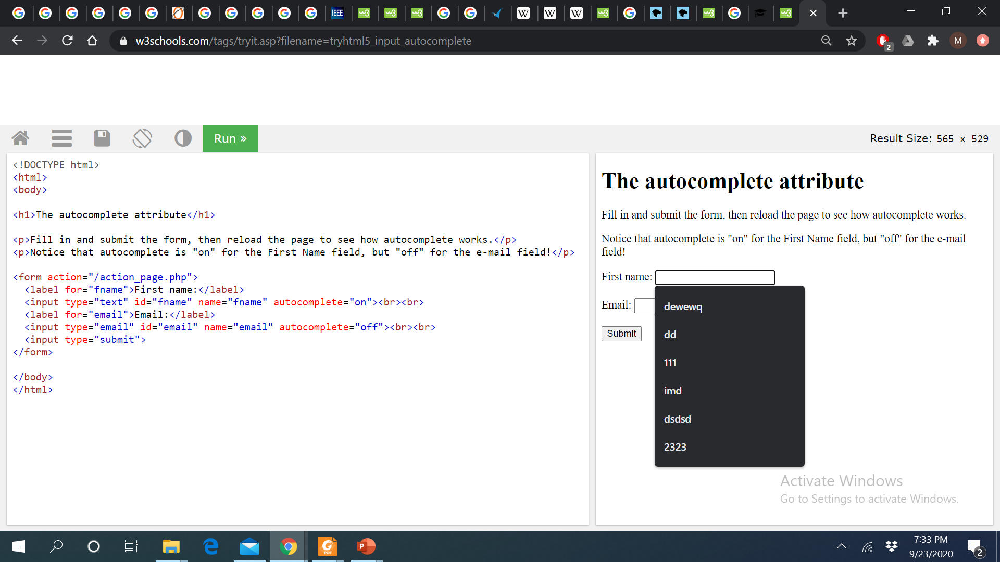 IEEE
w3schools.com/tags/tryit.asp?filename=tryhtml5_input_autocomplete
2
M
Run »
Result Size: 565 x 529
<!DOCTYPE html>
<html>
<body>
<h1>The autocomplete attribute</h1>
<p>Fill in and submit the form, then reload the page to see how autocomplete works.</p>
<p>Notice that autocomplete is "on" for the First Name field, but "off" for the e-mail field!</p>
<form action="/action_page.php">
<label for="fname">First name:</label>
<input type="text" id="fname" name="fname" autocomplete="on"><br><br>
<label for="email">Email:</label>
<input type="email" id="email" name="email" autocomplete="off"><br><br>
<input type="submit">
</form>
</body>
</html>
The autocomplete attribute
Fill in and submit the form, then reload the page to see how autocomplete works.
Notice that autocomplete is "on" for the First Name field, but "off" for the e-mail
field!
First name:
Email:
Submit
dewewq
dd
111
imd
dsdsd
2323
Activate Windows
Go to Settings to activate Windows.
PDF
P
7:33 PM
9/23/2020
2